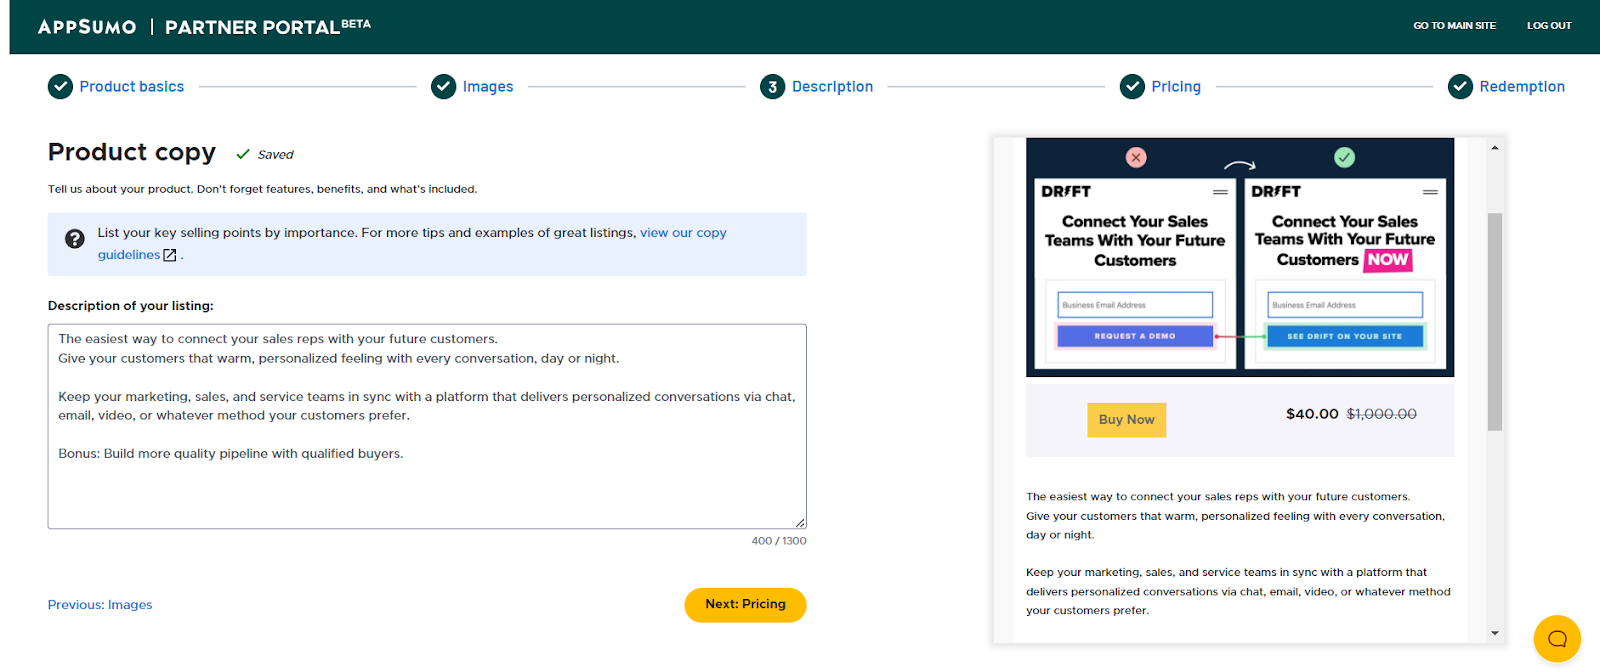 APPSUMO | PARTNER PORTAL BETA
GO TO MAIN SITE
LOG OUT
Product basics
Images
3 Description
Pricing
Redemption
Product copy
Saved
Tell us about your product. Don't forget features, benefits, and what's included.
List your key selling points by importance. For more tips and examples of great listings, view our copy
guidelines .
Description of your listing:
The easiest way to connect your sales reps with your future customers.
Give your customers that warm, personalized feeling with every conversation, day or night.
Keep your marketing, sales, and service teams in sync with a platform that delivers personalized conversations via chat,
email, video, or whatever method your customers prefer.
Bonus: Build more quality pipeline with qualified buyers.
400 / 1300
Previous: Images
Next: Pricing
DRIFT
Connect Your Sales
Teams With Your Future
Customers
Business Email Address
REQUEST A DEMO
DRIFT
Connect Your Sales
Teams With Your Future
Customers NOW
Business Email Address
SEE DRIFT ON YOUR SITE
Buy Now
$40.00 $1,000.00
The easiest way to connect your sales reps with your future customers.
Give your customers that warm, personalized feeling with every conversation,
day or night.
Keep your marketing, sales, and service teams in sync with a platform that
delivers personalized conversations via chat, email, video, or whatever method
your customers prefer.